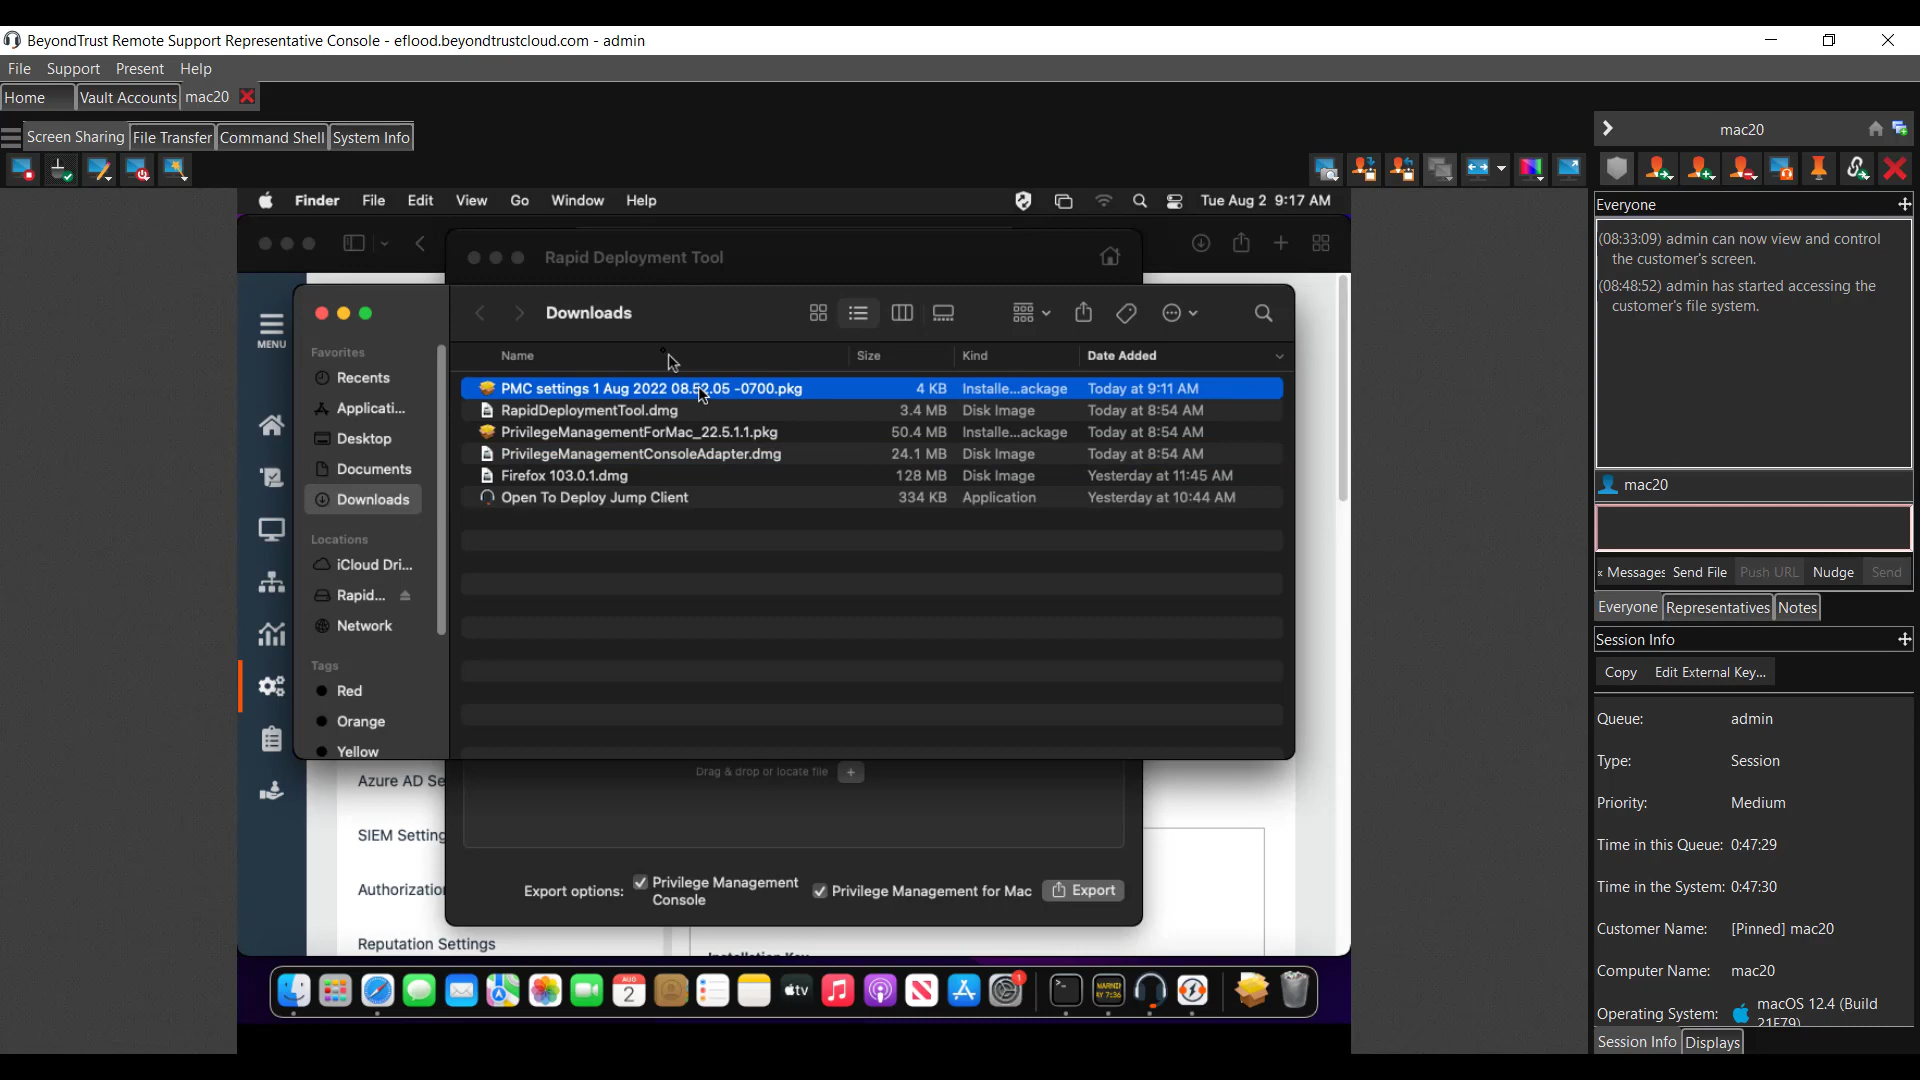 BeyondTrust Remote Support Representative Console - eflood.beyondtrustcloud.com - admin
File Support Present Help
Home Vault Accounts mac20
Screen Sharing File Transfer Command Shell System Info
mac20
Finder File Edit View Go Window Help Tue Aug 2 9:17 AM
Rapid Deployment Tool
MENU
Downloads
Name Size Kind Date Added
PMC settings 1 Aug 2022 08.52.05 -0700.pkg 4 KB Installe...ackage Today at 9:11 AM
RapidDeploymentTool.dmg 3.4 MB Disk Image Today at 8:54 AM
PrivilegeManagementForMac_22.5.1.1.pkg 50.4 MB Installe...ackage Today at 8:54 AM
PrivilegeManagementConsoleAdapter.dmg 24.1 MB Disk Image Today at 8:54 AM
Firefox 103.0.1.dmg 128 MB Disk Image Yesterday at 11:45 AM
Open To Deploy Jump Client 334 KB Application Yesterday at 10:44 AM
Favorites
Recents
Applicati...
Desktop
Documents
Downloads
Locations
iCloud Dri...
Rapid...
Network
Tags
Red
Orange
Yellow
Drag & drop or locate file +
Azure AD Se
SIEM Setting
Authorization
Reputation Settings
Export options: Privilege Management Console Privilege Management for Mac Export
AUG
2
tv
1
Everyone
(08:33:09) admin can now view and control
the customer's screen.
(08:48:52) admin has started accessing the
customer's file system.
mac20
« Messages Send File Push URL Nudge Send
Everyone Representatives Notes
Session Info
Copy Edit External Key...
Queue: admin
Type: Session
Priority: Medium
Time in this Queue: 0:47:29
Time in the System: 0:47:30
Customer Name: [Pinned] mac20
Computer Name: mac20
Operating System: macOS 12.4 (Build
21F79)
Session Info Displays